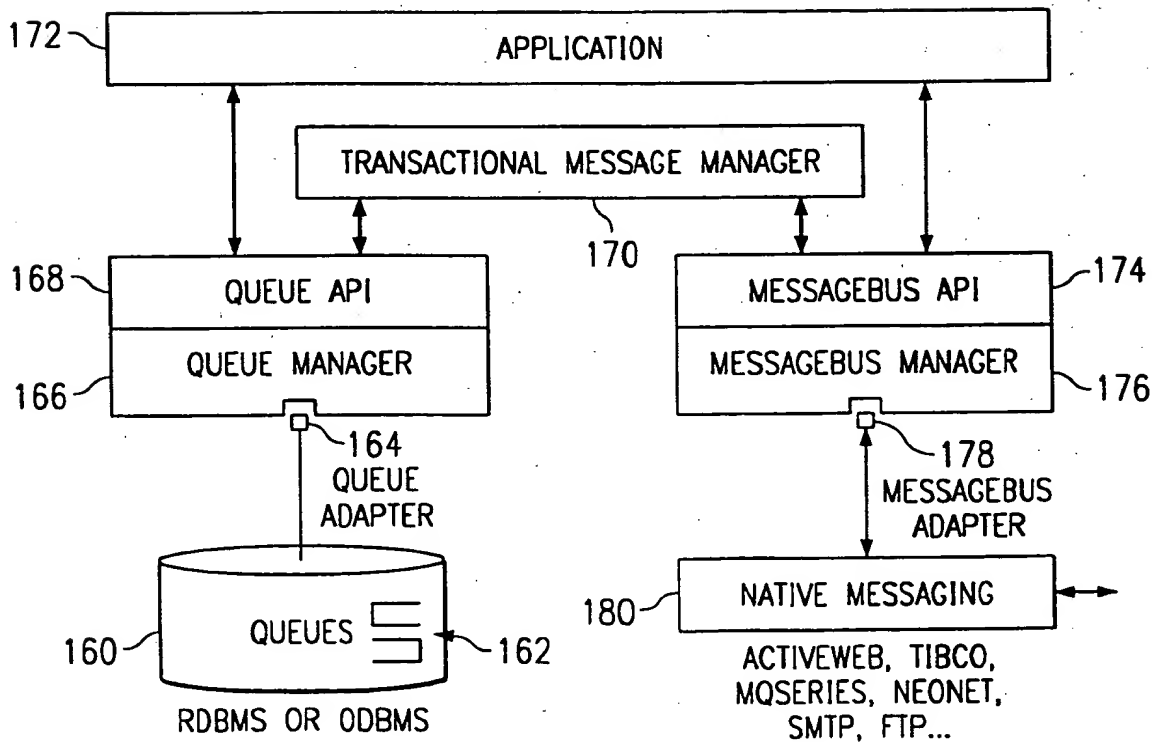 172
APPLICATION
TRANSACTIONAL MESSAGE MANAGER
170
168
QUEUE API
MESSAGEBUS API
174
166
QUEUE MANAGER
MESSAGEBUS MANAGER
176
164
QUEUE
ADAPTER
178
MESSAGEBUS
ADAPTER
160
QUEUES
162
RDBMS OR ODBMS
180
NATIVE MESSAGING
ACTIVEWEB, TIBCO,
MQSERIES, NEONET,
SMTP, FTP...